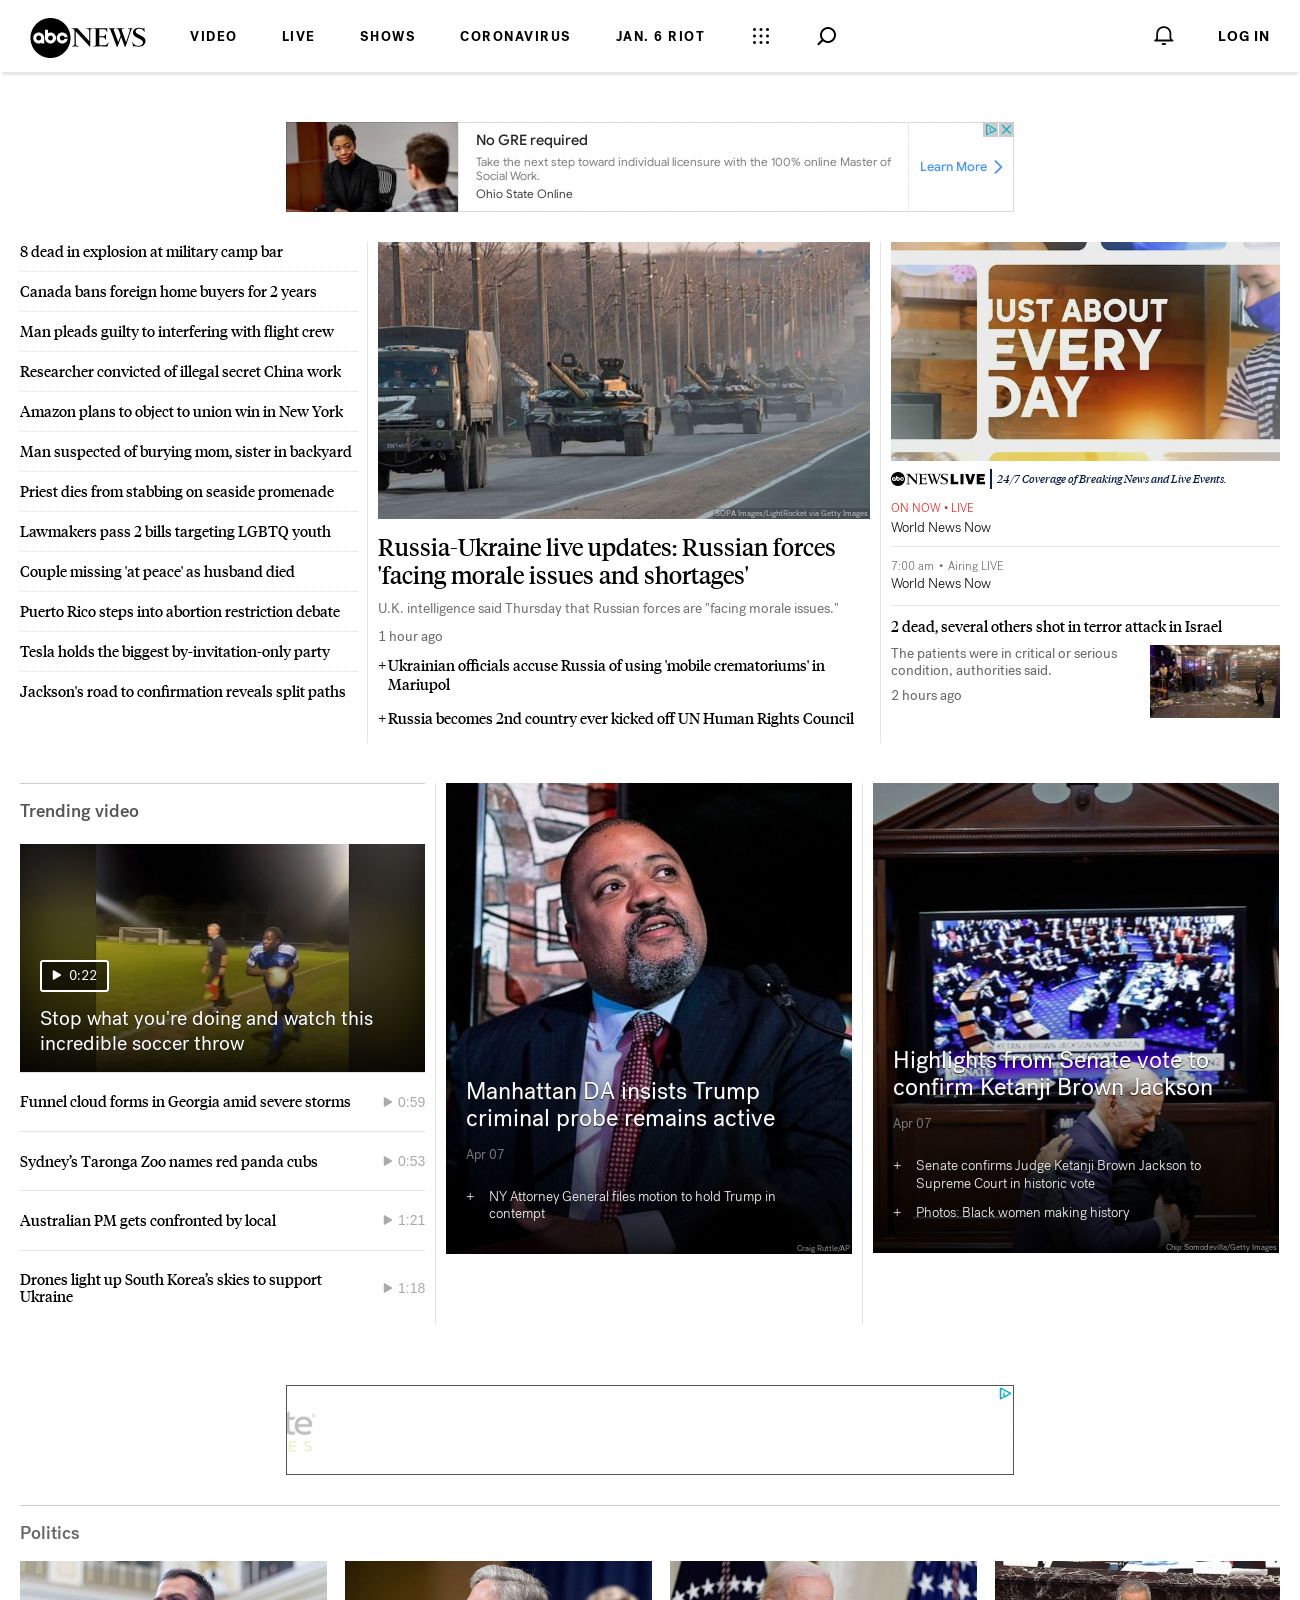 abc NEWS
VIDEO
LIVE
SHOWS
CORONAVIRUS
JAN. 6 RIOT
LOG IN
No GRE required
Take the next step toward individual licensure with the 100% online Master of
Social Work.
Ohio State Online
Learn More
8 dead in explosion at military camp bar
Canada bans foreign home buyers for 2 years
Man pleads guilty to interfering with flight crew
Researcher convicted of illegal secret China work
Amazon plans to object to union win in New York
Man suspected of burying mom, sister in backyard
Priest dies from stabbing on seaside promenade
Lawmakers pass 2 bills targeting LGBTQ youth
Couple missing 'at peace' as husband died
Puerto Rico steps into abortion restriction debate
Tesla holds the biggest by-invitation-only party
Jackson's road to confirmation reveals split paths
SOPA Images/LightRocket via Getty Images
Russia-Ukraine live updates: Russian forces
'facing morale issues and shortages'
U.K. intelligence said Thursday that Russian forces are "facing morale issues."
1 hour ago
+ Ukrainian officials accuse Russia of using 'mobile crematoriums' in
Mariupol
+ Russia becomes 2nd country ever kicked off UN Human Rights Council
JUST ABOUT
EVERY
DAY
abc NEWS LIVE | 24/7 Coverage of Breaking News and Live Events.
ON NOW • LIVE
World News Now
7:00 am • Airing LIVE
World News Now
2 dead, several others shot in terror attack in Israel
The patients were in critical or serious
condition, authorities said.
2 hours ago
Trending video
0:22
Stop what you're doing and watch this
incredible soccer throw
Funnel cloud forms in Georgia amid severe storms 0:59
Sydney’s Taronga Zoo names red panda cubs 0:53
Australian PM gets confronted by local 1:21
Drones light up South Korea’s skies to support
Ukraine 1:18
Manhattan DA insists Trump
criminal probe remains active
Apr 07
+ NY Attorney General files motion to hold Trump in
contempt
Craig Ruttle/AP
KETANJI BROWN JACKSON NOMINATION
Highlights from Senate vote to
confirm Ketanji Brown Jackson
Apr 07
+ Senate confirms Judge Ketanji Brown Jackson to
Supreme Court in historic vote
+ Photos: Black women making history
Chip Somodevilla/Getty Images
te
ES
Politics